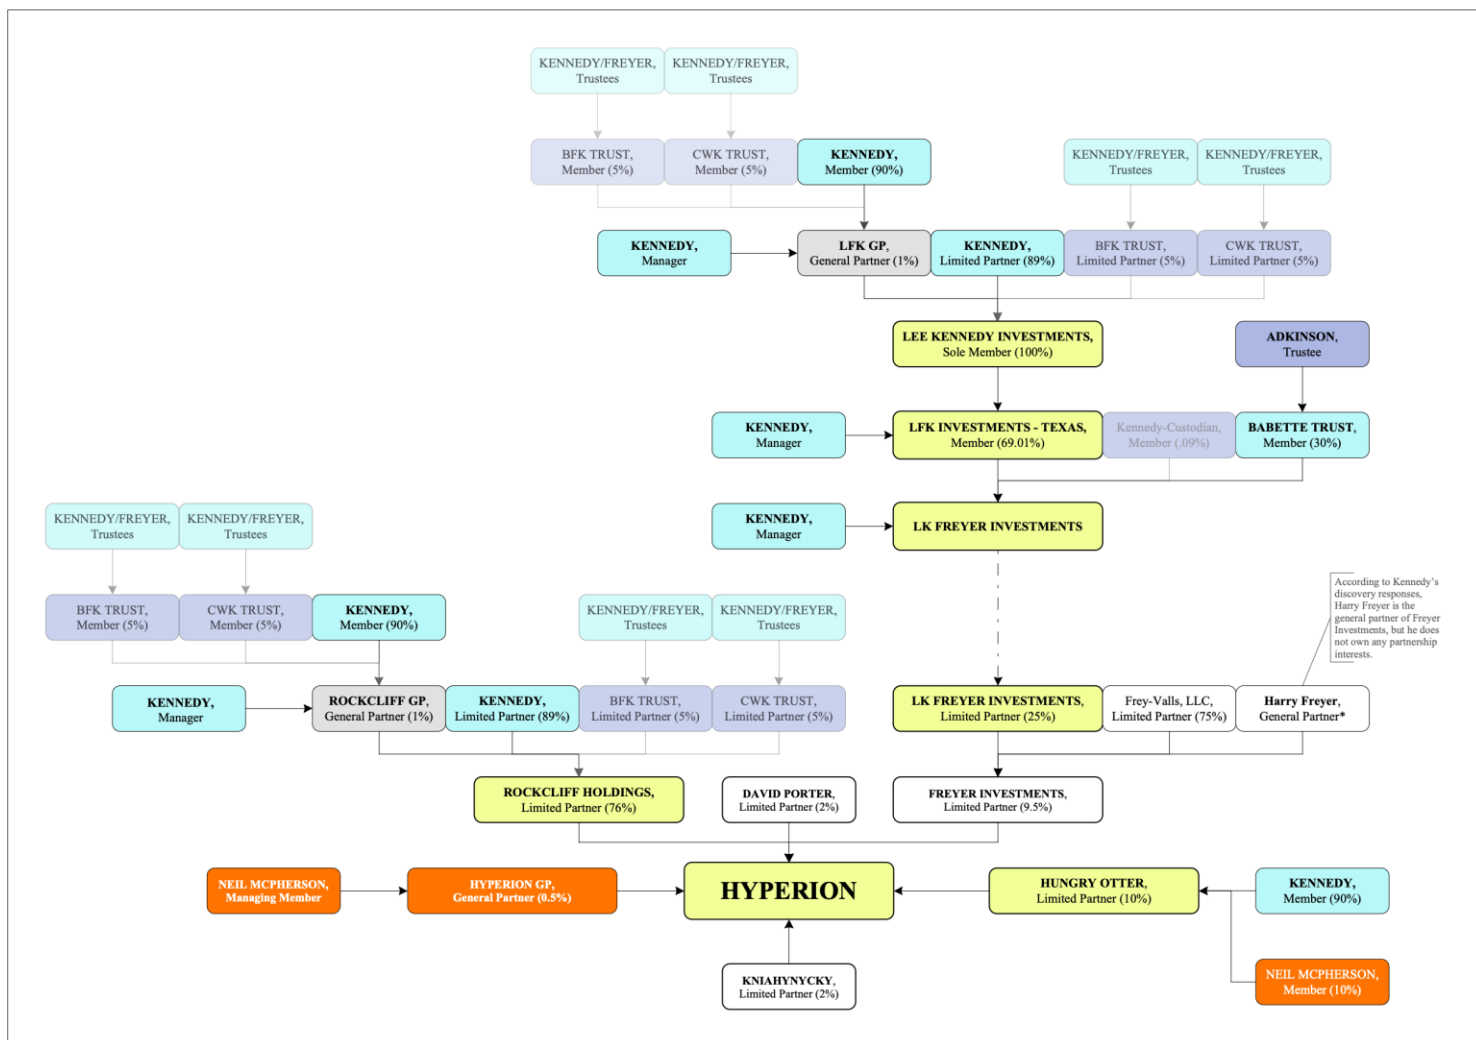 KENNEDY/FREYER,
Trustees
KENNEDY/FREYER,
Trustees
BFK TRUST,
Member (5%)
CWK TRUST,
Member (5%)
KENNEDY,
Member (90%)
KENNEDY/FREYER,
Trustees
KENNEDY/FREYER,
Trustees
KENNEDY,
Manager
LFK GP,
General Partner (1%)
KENNEDY,
Limited Partner (89%)
BFK TRUST,
Limited Partner (5%)
CWK TRUST,
Limited Partner (5%)
LEE KENNEDY INVESTMENTS,
Sole Member (100%)
ADKINSON,
Trustee
KENNEDY,
Manager
LFK INVESTMENTS - TEXAS,
Member (69.01%)
Kennedy-Custodian,
Member (.09%)
BABETTE TRUST,
Member (30%)
KENNEDY,
Manager
LK FREYER INVESTMENTS
KENNEDY/FREYER,
Trustees
KENNEDY/FREYER,
Trustees
BFK TRUST,
Member (5%)
CWK TRUST,
Member (5%)
KENNEDY,
Member (90%)
KENNEDY/FREYER,
Trustees
KENNEDY/FREYER,
Trustees
According to Kennedy's
discovery responses,
Harry Freyer is the
general partner of Freyer
Investments, but he does
not own any partnership
interests.
KENNEDY,
Manager
ROCKCLIFF GP,
General Partner (1%)
KENNEDY,
Limited Partner (89%)
BFK TRUST,
Limited Partner (5%)
CWK TRUST,
Limited Partner (5%)
LK FREYER INVESTMENTS,
Limited Partner (25%)
Frey-Valls, LLC,
Limited Partner (75%)
Harry Freyer,
General Partner*
ROCKCLIFF HOLDINGS,
Limited Partner (76%)
DAVID PORTER,
Limited Partner (2%)
FREYER INVESTMENTS,
Limited Partner (9.5%)
NEIL MCPHERSON,
Managing Member
HYPERION GP,
General Partner (0.5%)
HYPERION
HUNGRY OTTER,
Limited Partner (10%)
KENNEDY,
Member (90%)
KNIAHYNYCKY,
Limited Partner (2%)
NEIL MCPHERSON,
Member (10%)